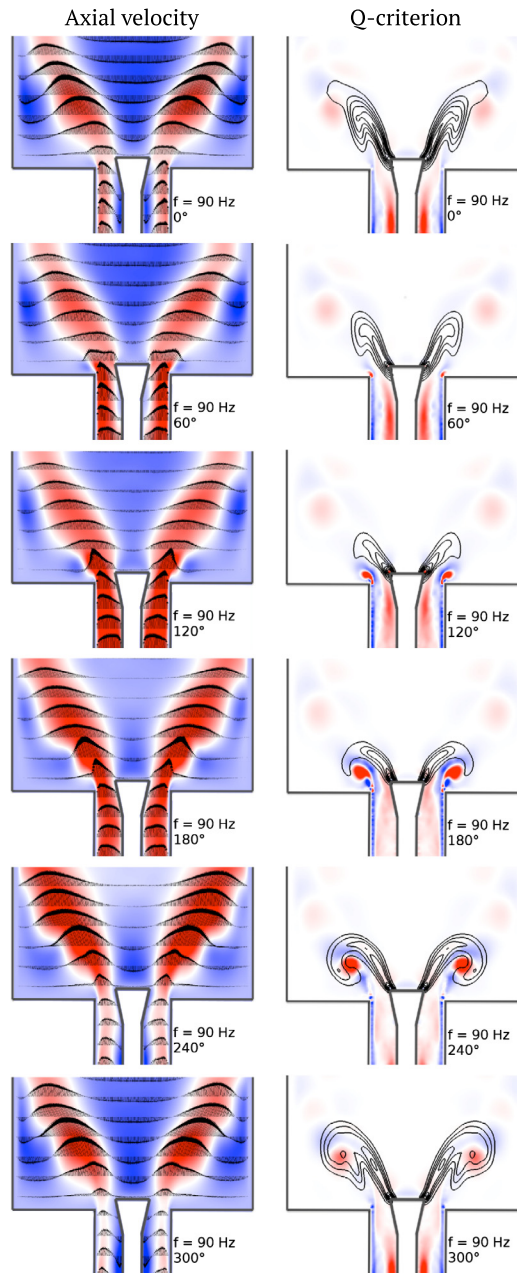 Axial velocity
Q-criterion
f = 90 Hz
0°
f = 90 Hz
0°
f = 90 Hz
60°
f = 90 Hz
60°
f = 90 Hz
120°
f = 90 Hz
120°
f = 90 Hz
180°
f = 90 Hz
180°
f = 90 Hz
240°
f = 90 Hz
240°
f = 90 Hz
300°
f = 90 Hz
300°